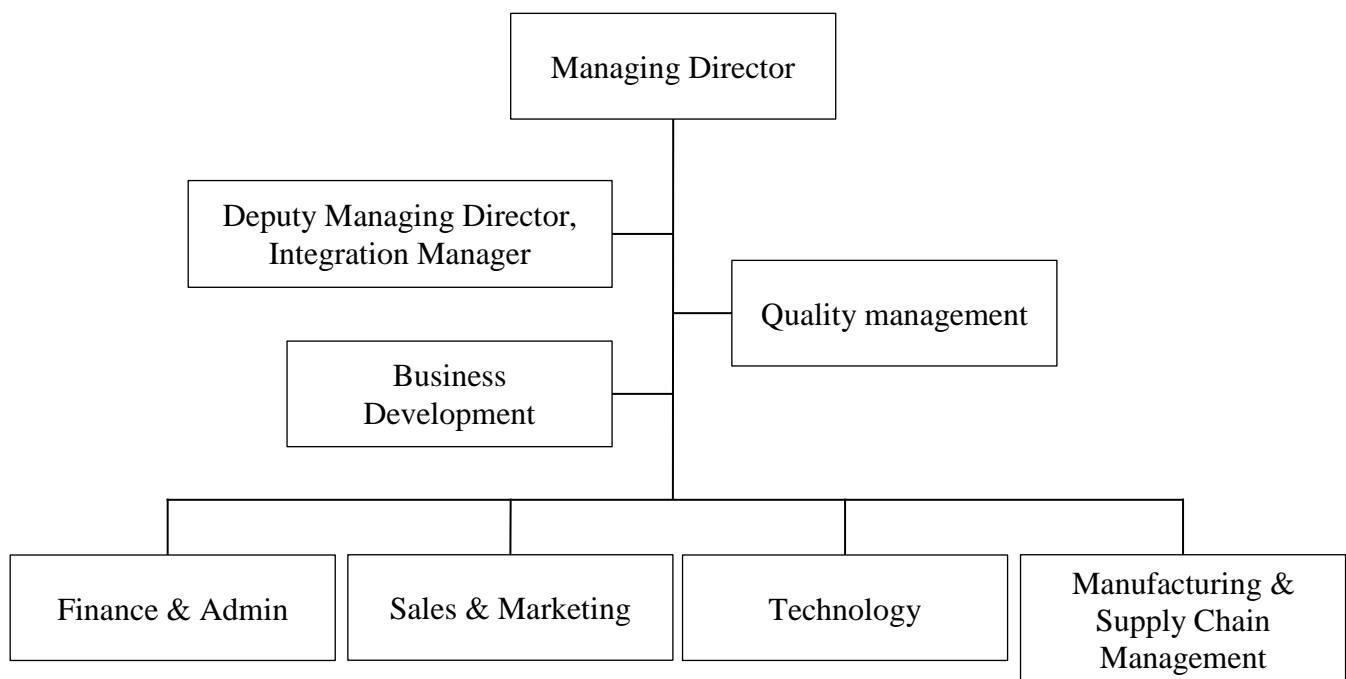 Managing Director
Deputy Managing Director,
Integration Manager
Quality management
Business
Development
Finance & Admin
Sales & Marketing
Technology
Manufacturing &
Supply Chain
Management